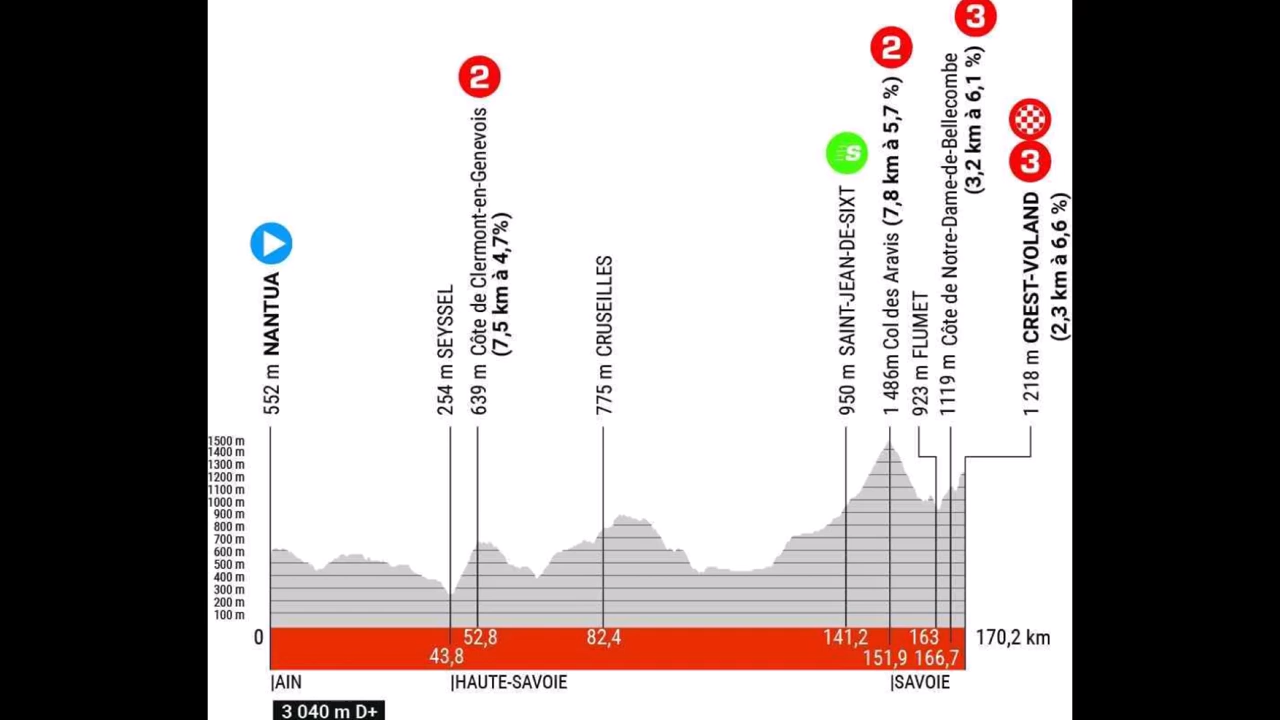 2
552 m NANTUA
254 m SEYSSEL
639 m Côte de Clermont-en-Genevois
(7,5 km à 4,7%)
775 m CRUSEILLES
S
950 m SAINT-JEAN-DE-SIXT
2
1 486m Col des Aravis (7,8 km à 5,7 %)
923 m FLUMET
3
1119 m Côte de Notre-Dame-de-Bellecombe
(3,2 km à 6,1 %)
3
1 218 m CREST-VOLAND
(2,3 km à 6,6 %)
1500 m
1400 m
1300 m
1200 m
1100 m
1000 m
900 m
800 m
700 m
600 m
500 m
400 m
300 m
200 m
100 m
0 52,8 82,4 141,2 163 170,2 km
43,8 151,9 166,7
|AIN |HAUTE-SAVOIE |SAVOIE
3 040 m D+